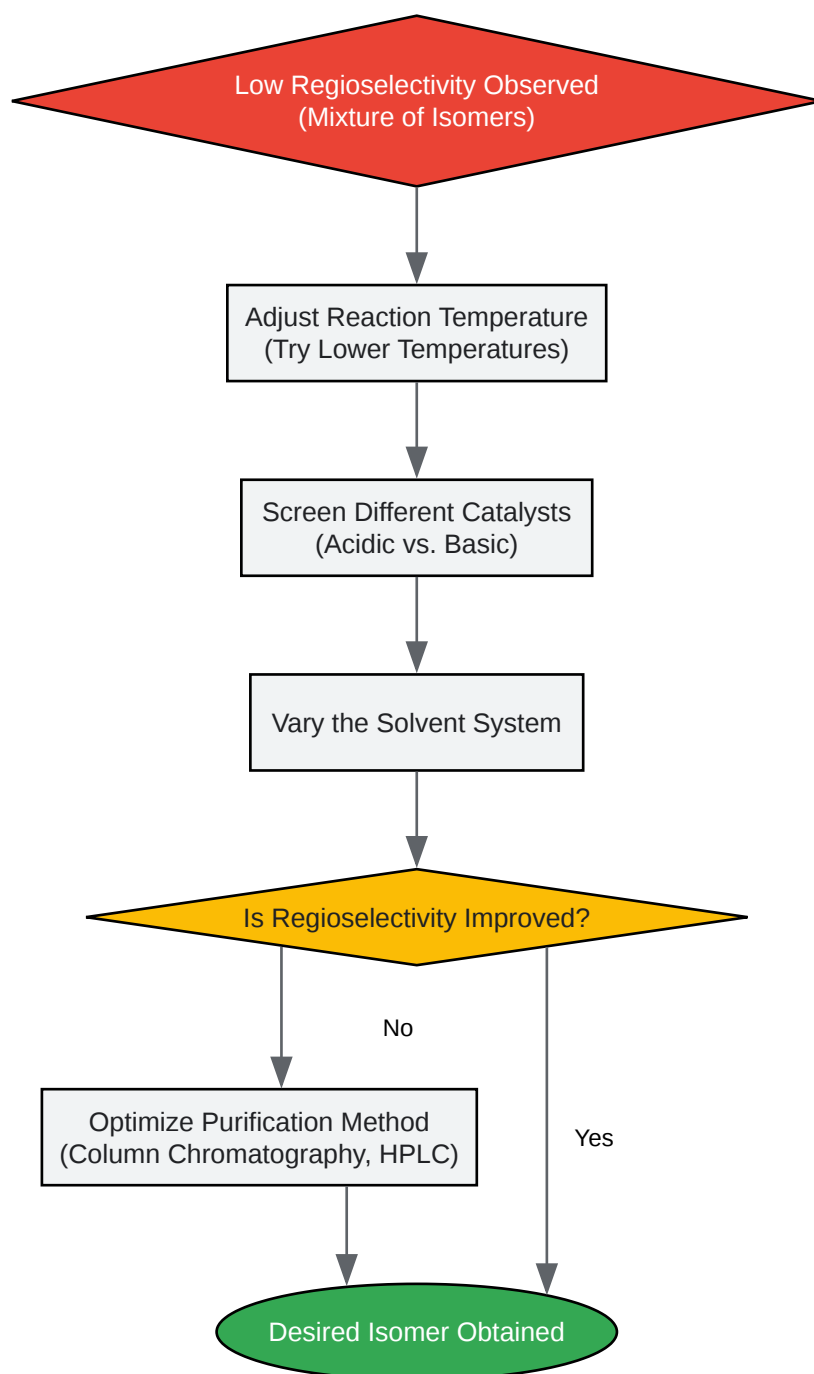 Low Regioselectivity Observed
(Mixture of Isomers)
Adjust Reaction Temperature
(Try Lower Temperatures)
Screen Different Catalysts
(Acidic vs. Basic)
Vary the Solvent System
Is Regioselectivity Improved?
No
Optimize Purification Method
(Column Chromatography, HPLC)
Yes
Desired Isomer Obtained